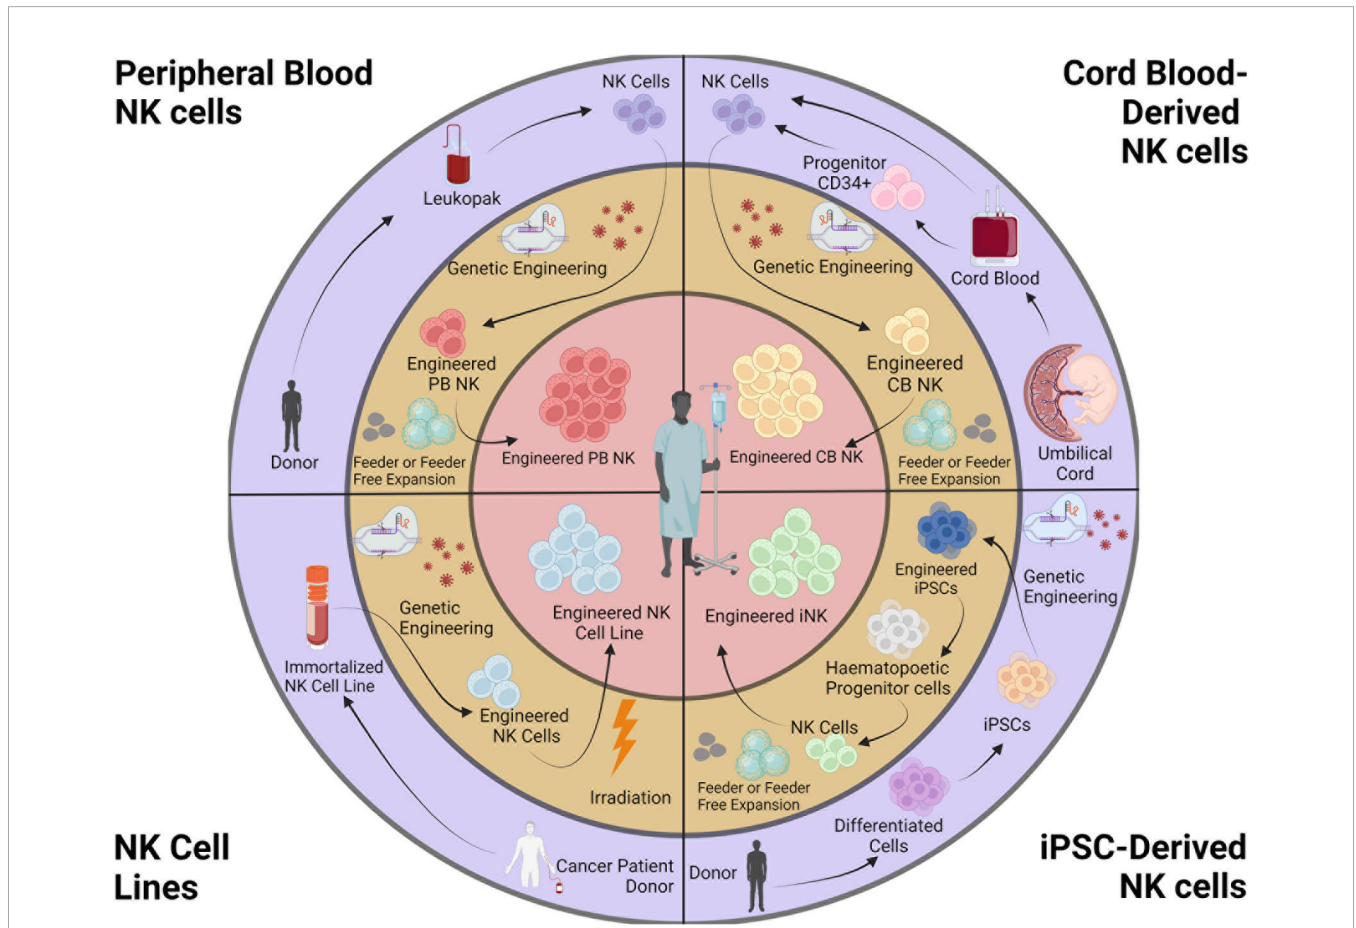 Peripheral Blood
NK cells
NK Cells
Leukopak
Genetic Engineering
Engineered
PB NK
Donor
Feeder or Feeder
Free Expansion
Engineered PB NK
Cord Blood-
Derived
NK cells
NK Cells
Progenitor
CD34+
Cord Blood
Genetic Engineering
Engineered
CB NK
Umbilical
Cord
Feeder or Feeder
Free Expansion
Engineered CB NK
Genetic
Engineering
Immortalized
NK Cell Line
Engineered
NK Cells
Engineered NK
Cell Line
Irradiation
Cancer Patient
Donor
NK Cell
Lines
Genetic
Engineering
Engineered
iPSCs
Engineered iNK
Haematopoetic
Progenitor cells
NK Cells
iPSCs
Feeder or Feeder
Free Expansion
Differentiated
Cells
Donor
iPSC-Derived
NK cells